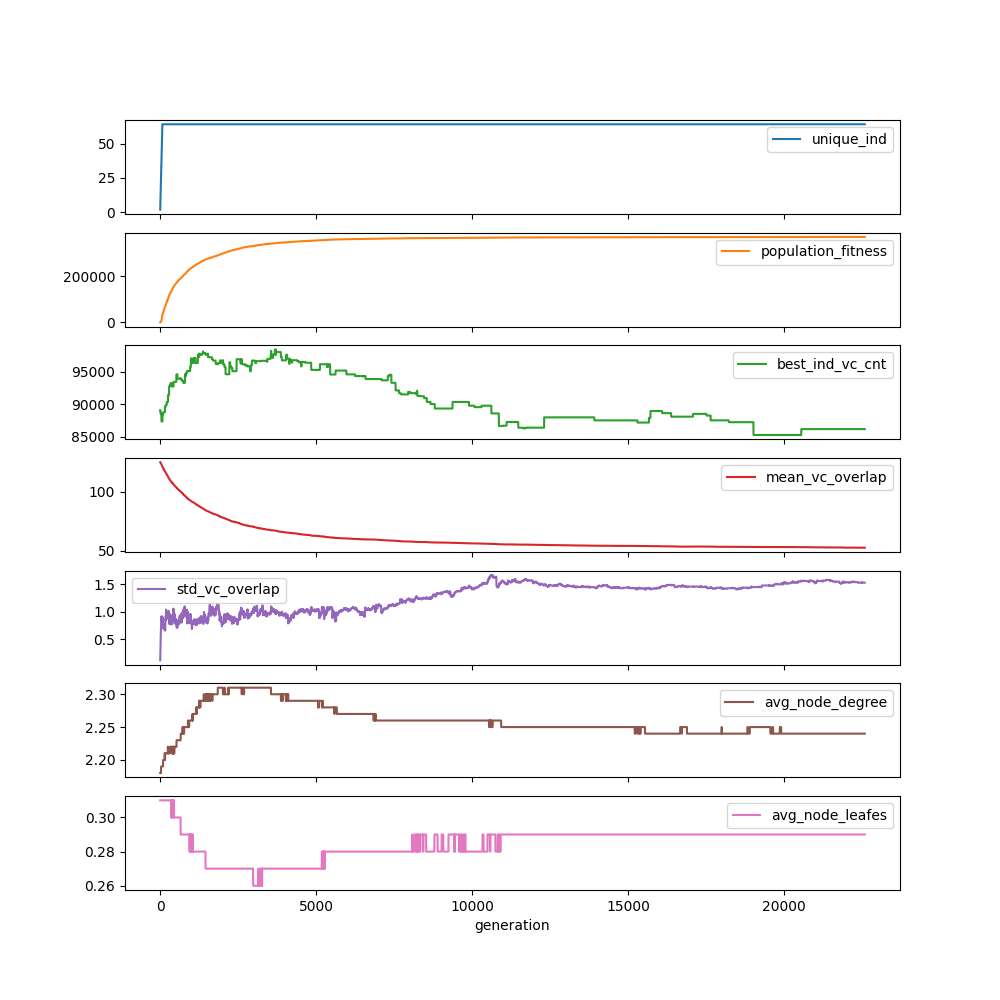 50
25
0
unique_ind
200000
0
population_fitness
95000
90000
85000
best_ind_vc_cnt
100
50
mean_vc_overlap
1.5
1.0
0.5
std_vc_overlap
2.30
2.25
2.20
avg_node_degree
0.30
0.28
0.26
avg_node_leafes
0 5000 10000 15000 20000
generation